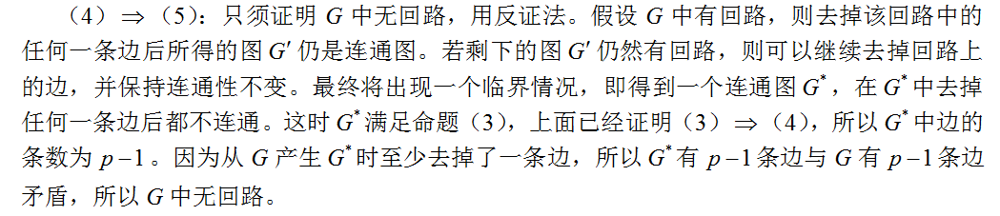 （4）⇒（5）：只须证明 G 中无回路，用反证法。假设 G 中有回路，则去掉该回路中的
任何一条边后所得的图 G′ 仍是连通图。若剩下的图 G′ 仍然有回路，则可以继续去掉回路上
的边，并保持连通性不变。最终将出现一个临界情况，即得到一个连通图 G*，在 G* 中去掉
任何一条边后都不连通。这时 G* 满足命题（3），上面已经证明（3）⇒（4），所以 G* 中边的
条数为 p−1。因为从 G 产生 G* 时至少去掉了一条边，所以 G* 有 p−1 条边与 G 有 p−1 条边
矛盾，所以 G 中无回路。